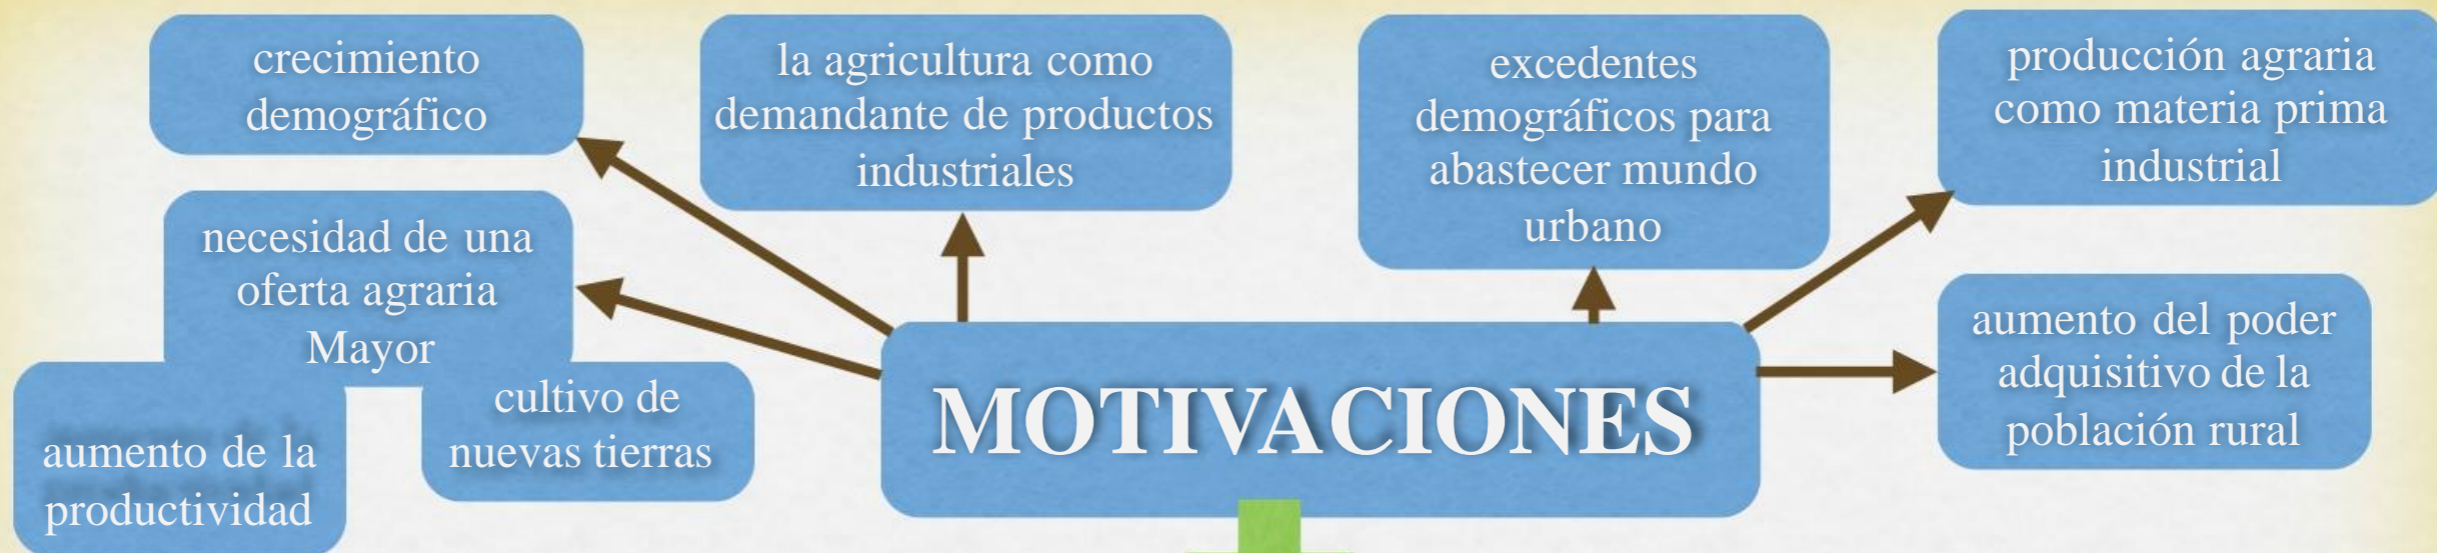 crecimiento
demográfico
la agricultura como
demandante de productos
industriales
excedentes
demográficos para
abastecer mundo
urbano
producción agraria
como materia prima
industrial
necesidad de una
oferta agraria
Mayor
aumento de la
productividad
cultivo de
nuevas tierras
MOTIVACIONES
aumento del poder
adquisitivo de la
población rural